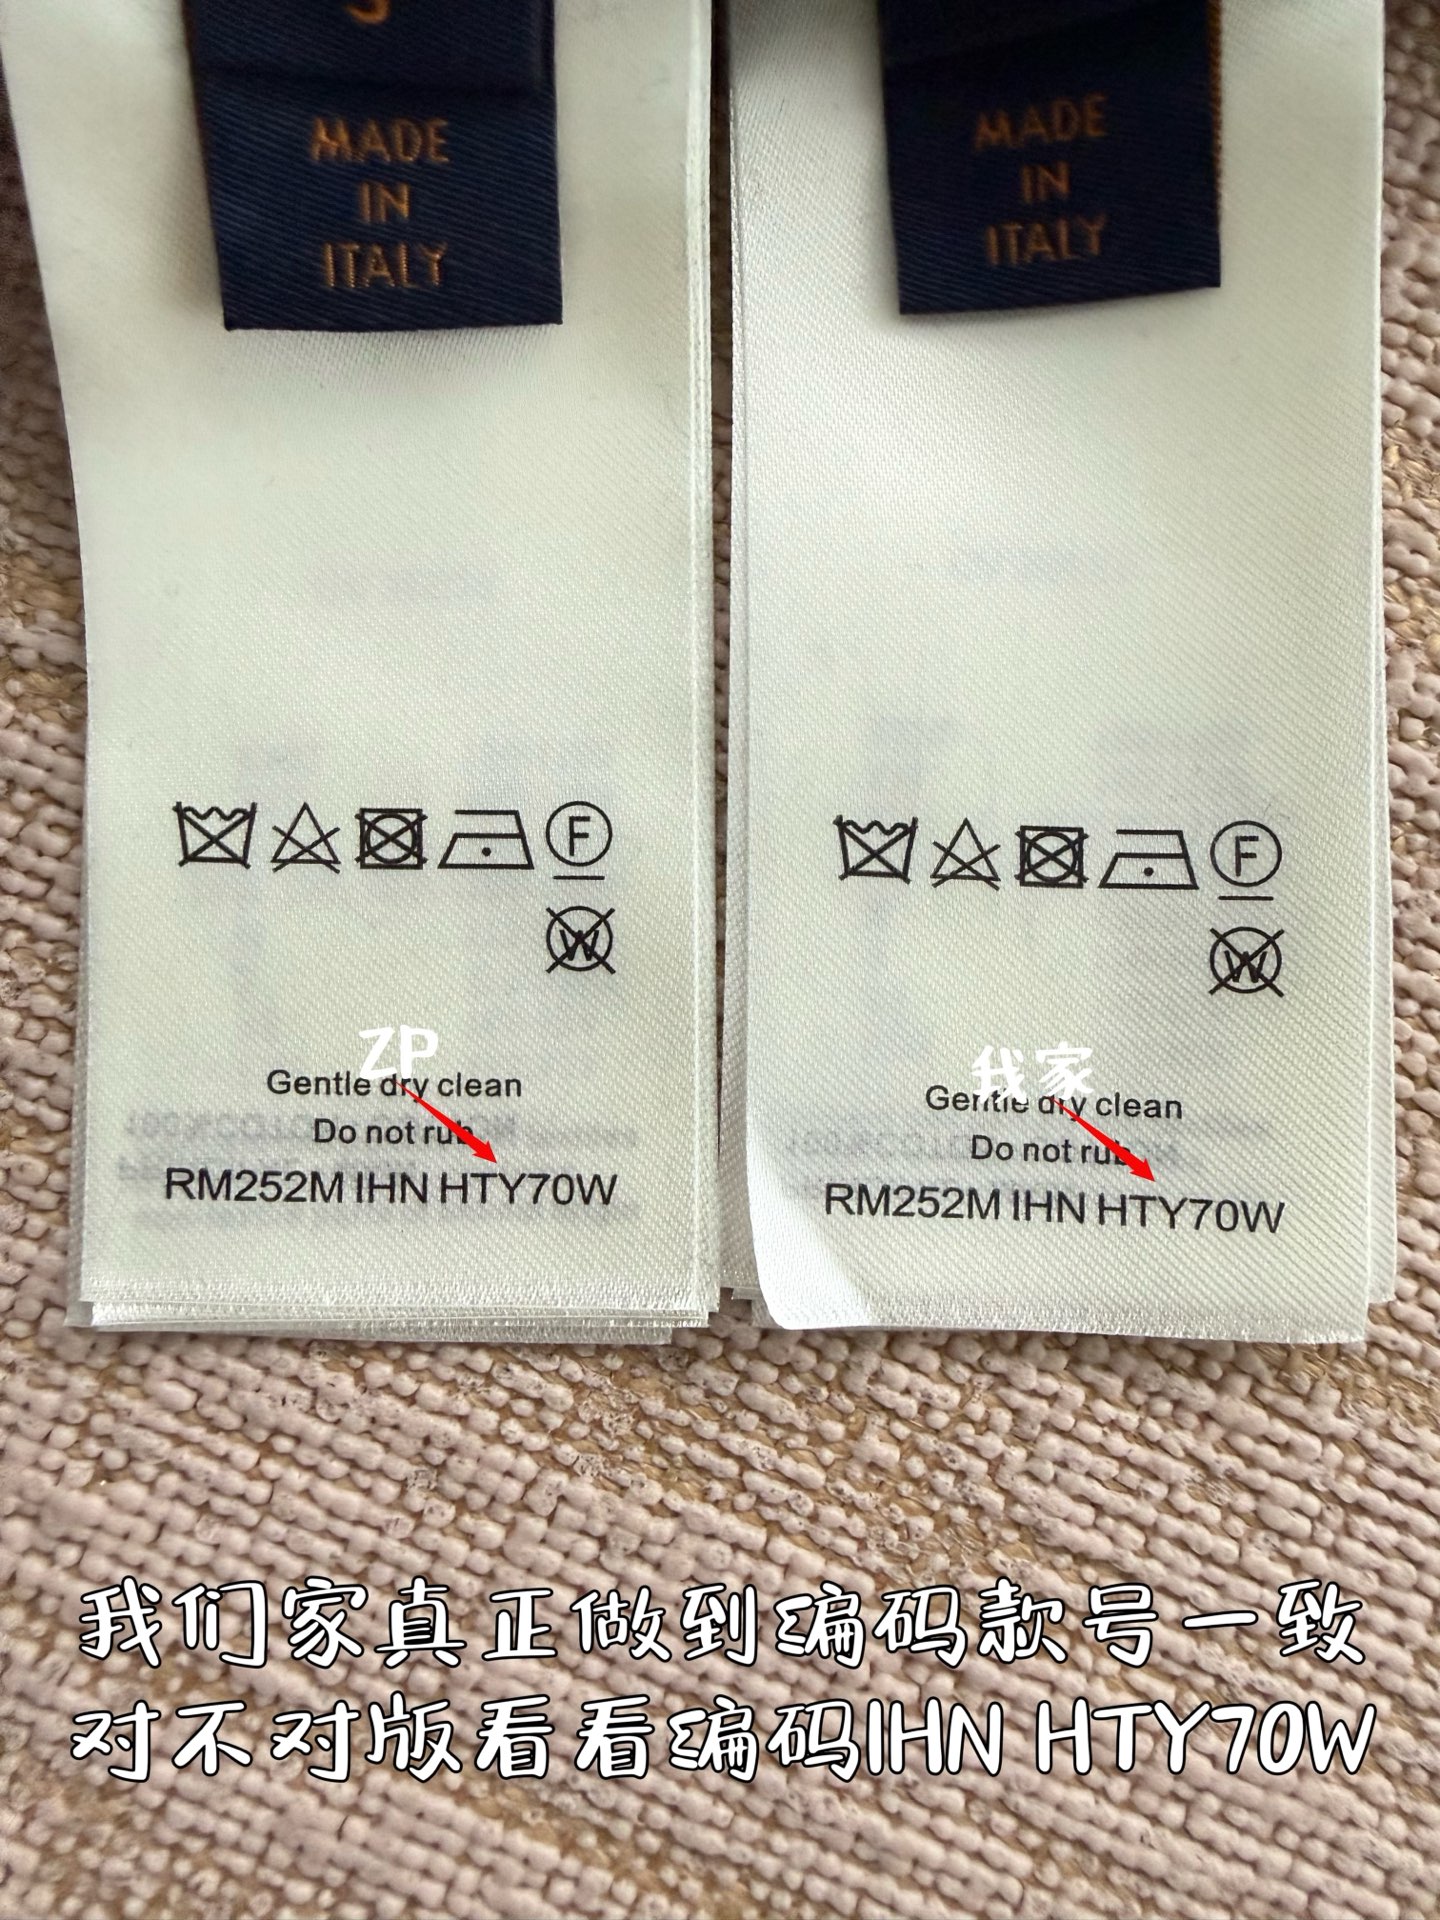 MADE
IN
ITALY
MADE
IN
ITALY
F
W
ZP
Gentle dry clean
Do not rub
RM252M IHN HTY70W
F
W
我家
Gentle dry clean
Do not rub
RM252M IHN HTY70W
我们家真正做到编码款号一致
对不对版看看编码IHN HTY70W